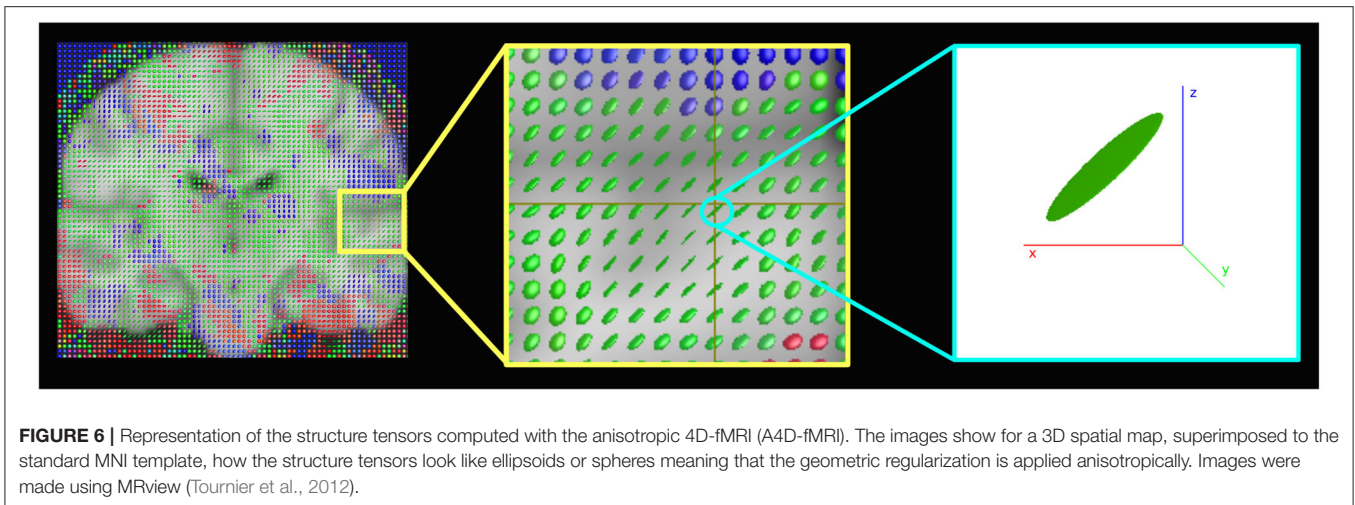 z
x
y
FIGURE 6 | Representation of the structure tensors computed with the anisotropic 4D-fMRI (A4D-fMRI). The images show for a 3D spatial map, superimposed to the
standard MNI template, how the structure tensors look like ellipsoids or spheres meaning that the geometric regularization is applied anisotropically. Images were
made using MRview (Tournier et al., 2012).